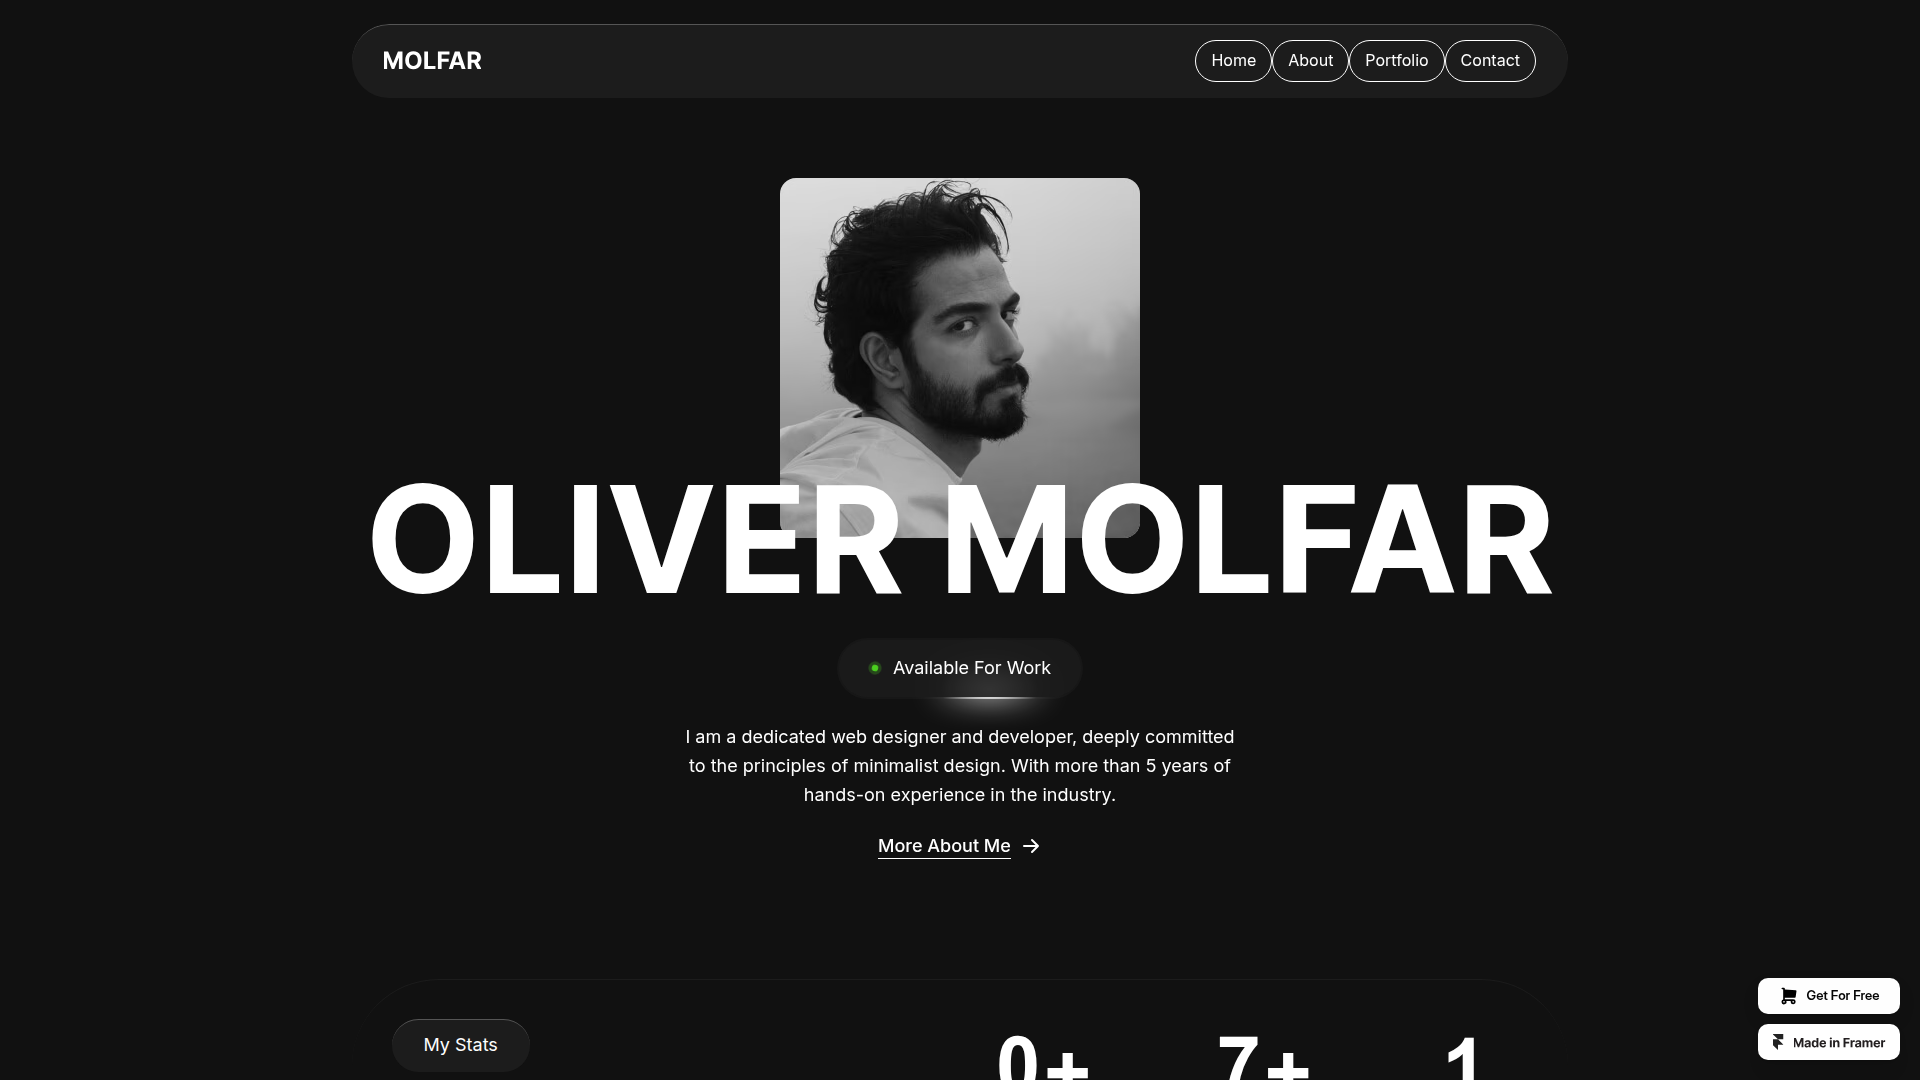 MOLFAR
Home About Portfolio Contact
OLIVER MOLFAR
Available For Work
I am a dedicated web designer and developer, deeply committed
to the principles of minimalist design. With more than 5 years of
hands-on experience in the industry.
More About Me
My Stats
0+ 7+ 1
Get For Free
Made in Framer